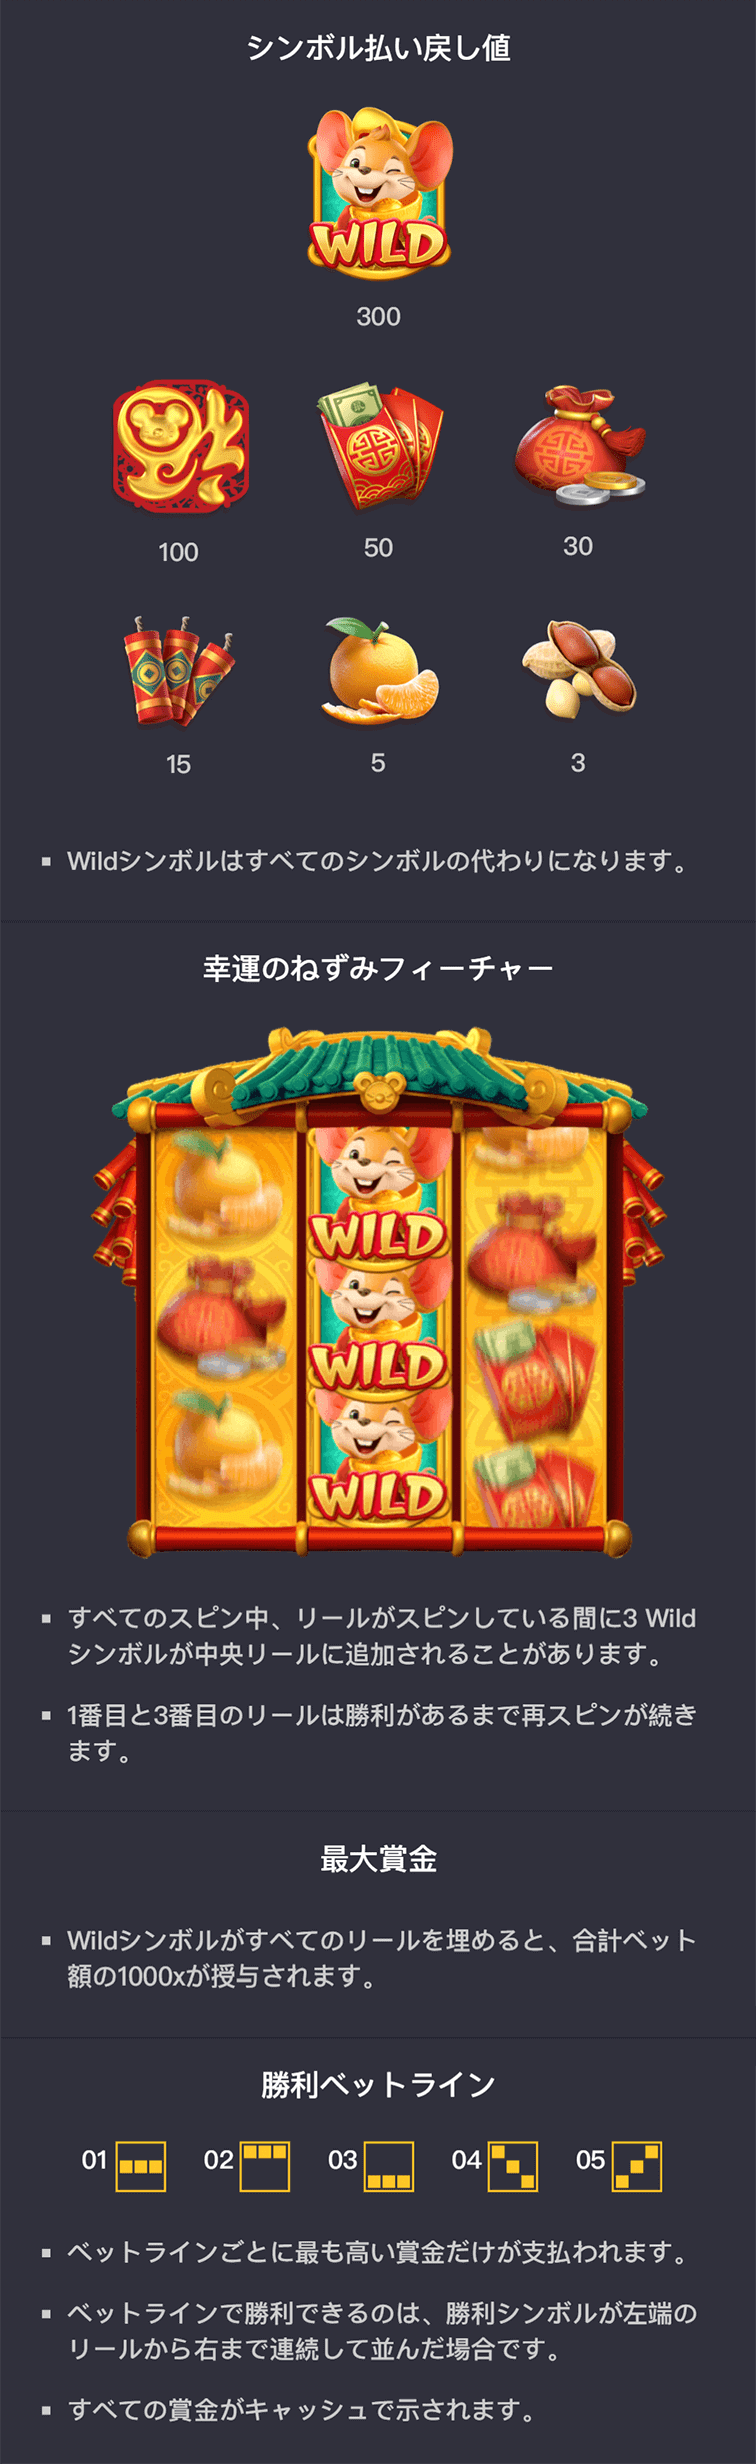 シンボル払い戻し値
WILD
300
100
50
30
15
5
3
▪ Wildシンボルはすべてのシンボルの代わりになります。
幸運のねずみフィーチャー
WILD
WILD
WILD
▪ すべてのスピン中、リールがスピンしている間に3 Wild
シンボルが中央リールに追加されることがあります。
▪ 1番目と3番目のリールは勝利があるまで再スピンが続き
ます。
最大賞金
▪ Wildシンボルがすべてのリールを埋めると、合計ベット
額の1000xが授与されます。
勝利ベットライン
01 02 03 04 05
▪ ベットラインごとに最も高い賞金だけが支払われます。
▪ ベットラインで勝利できるのは、勝利シンボルが左端の
リールから右まで連続して並んだ場合です。
▪ すべての賞金がキャッシュで示されます。